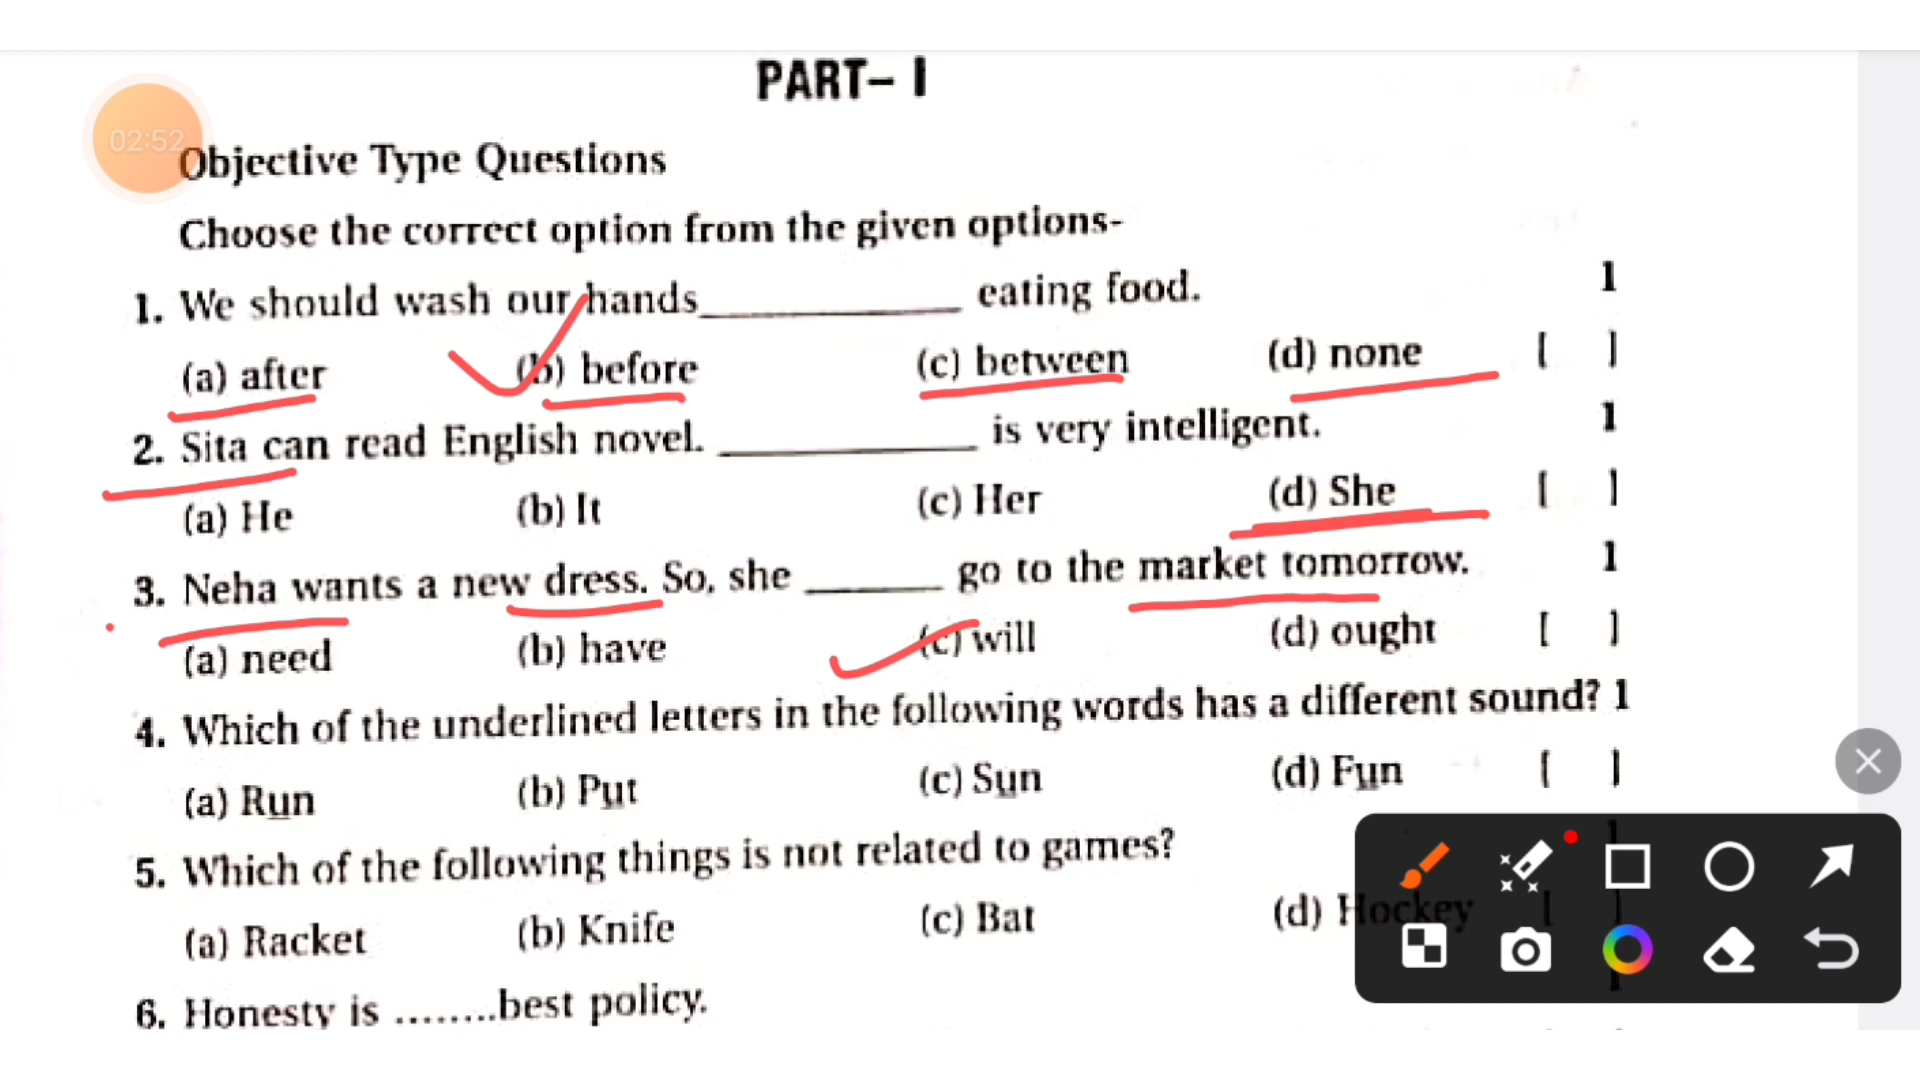 PART– I
02:52
Objective Type Questions
Choose the correct option from the given options-
1. We should wash our hands____________ eating food. 1
(a) after (b) before (c) between (d) none [ ]
2. Sita can read English novel. ____________ is very intelligent. 1
(a) He (b) It (c) Her (d) She [ ]
3. Neha wants a new dress. So, she ______ go to the market tomorrow. 1
(a) need (b) have (c) will (d) ought [ ]
4. Which of the underlined letters in the following words has a different sound? 1
(a) Run (b) Put (c) Sun (d) Fun [ ]
5. Which of the following things is not related to games?
(a) Racket (b) Knife (c) Bat (d) Hockey [ ]
6. Honesty is ........best policy.